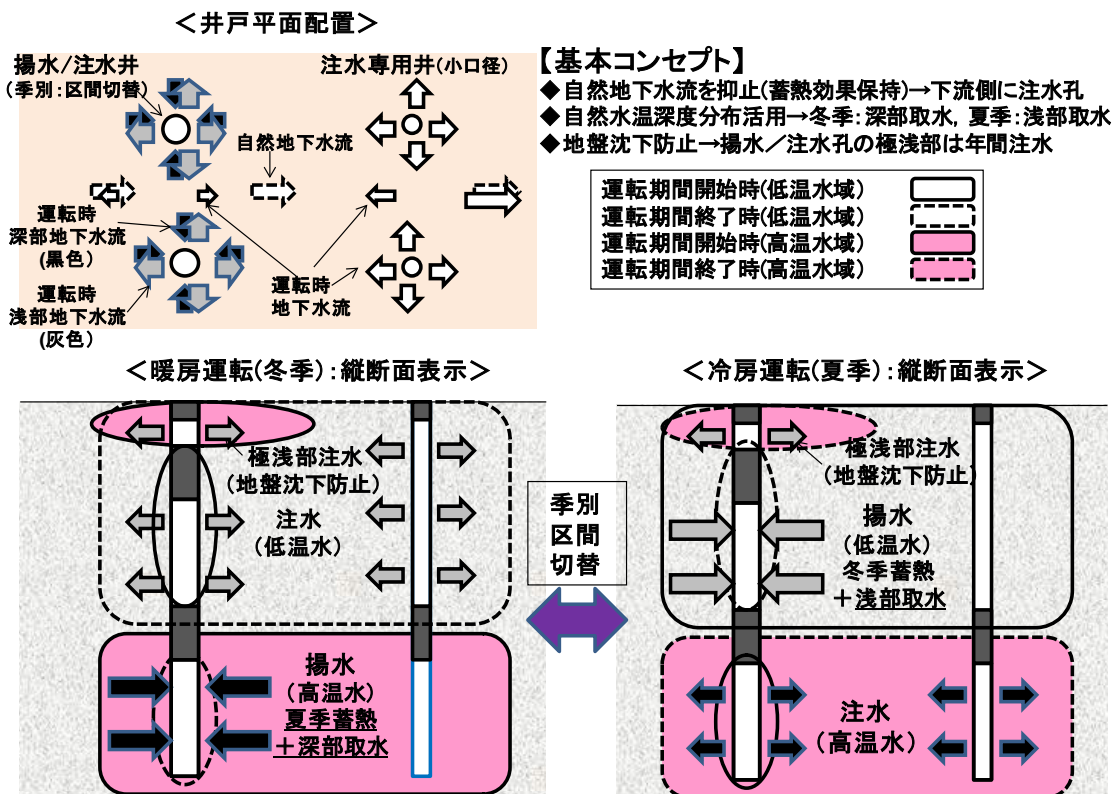 ＜井戸平面配置＞
揚水/注水井
(季別：区間切替)
注水専用井(小口径)
自然地下水流
運転時
深部地下水流
(黒色)
運転時
浅部地下水流
(灰色)
運転時
地下水流
【基本コンセプト】
◆自然地下水流を抑止(蓄熱効果保持)→下流側に注水孔
◆自然水温深度分布活用→冬季：深部取水，夏季：浅部取水
◆地盤沈下防止→揚水／注水孔の極浅部は年間注水
運転期間開始時(低温水域)
運転期間終了時(低温水域)
運転期間開始時(高温水域)
運転期間終了時(高温水域)
＜暖房運転(冬季)：縦断面表示＞
極浅部注水
(地盤沈下防止)
注水
(低温水)
揚水
(高温水)
夏季蓄熱
＋深部取水
季別
区間
切替
＜冷房運転(夏季)：縦断面表示＞
極浅部注水
(地盤沈下防止)
揚水
(低温水)
冬季蓄熱
＋浅部取水
注水
(高温水)